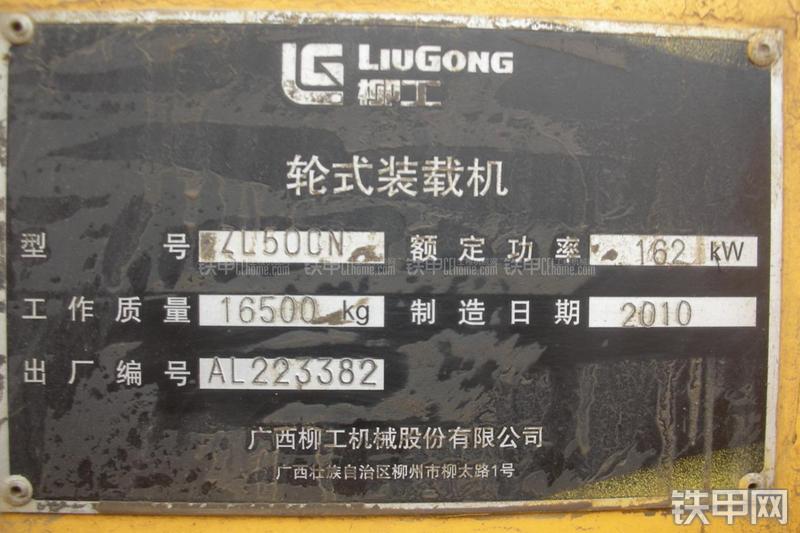 LIUGONG
柳工
轮式装载机
型号 ZL50CN 额定功率 162 kW
工作质量 16500 kg 制造日期 2010
出厂编号 AL223382
广西柳工机械股份有限公司
广西壮族自治区柳州市柳太路1号
铁甲网